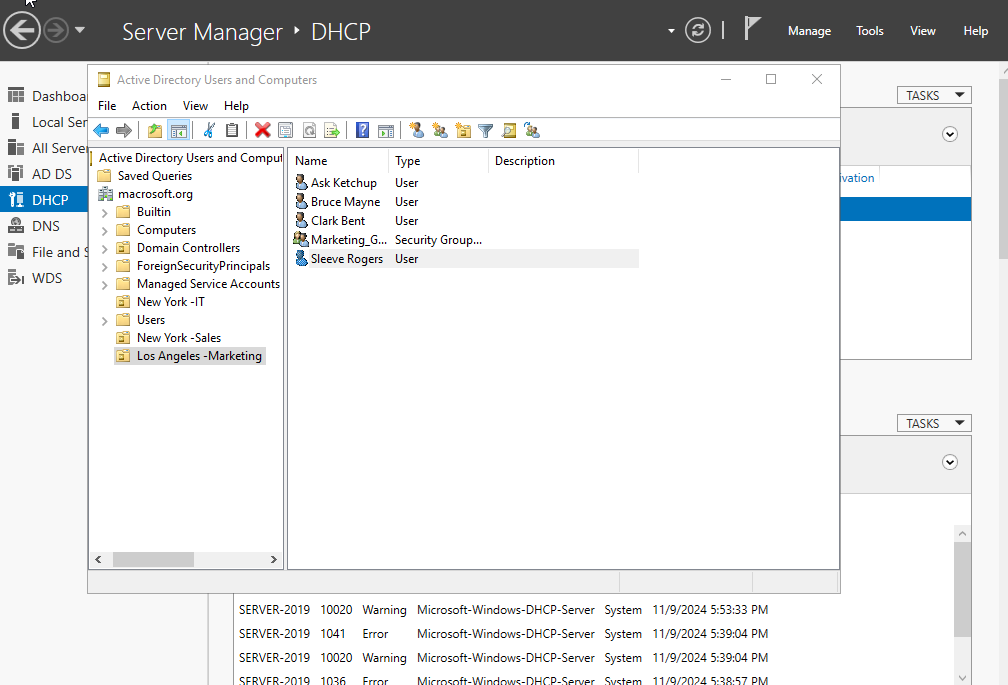 Server Manager ‣ DHCP
Manage Tools View Help
Active Directory Users and Computers
File Action View Help
Dashboa
Local Ser
All Server
AD DS
DHCP
DNS
File and S
WDS
Active Directory Users and Comput
Saved Queries
macrosoft.org
Builtin
Computers
Domain Controllers
ForeignSecurityPrincipals
Managed Service Accounts
New York -IT
Users
New York -Sales
Los Angeles -Marketing
Name Type Description
Ask Ketchup User
Bruce Mayne User
Clark Bent User
Marketing_G... Security Group...
Sleeve Rogers User
TASKS
ivation
TASKS
SERVER-2019 10020 Warning Microsoft-Windows-DHCP-Server System 11/9/2024 5:53:33 PM
SERVER-2019 1041 Error Microsoft-Windows-DHCP-Server System 11/9/2024 5:39:04 PM
SERVER-2019 10020 Warning Microsoft-Windows-DHCP-Server System 11/9/2024 5:39:04 PM
SERVER-2019 1036 Error Microsoft-Windows-DHCP-Server System 11/9/2024 5:38:57 PM